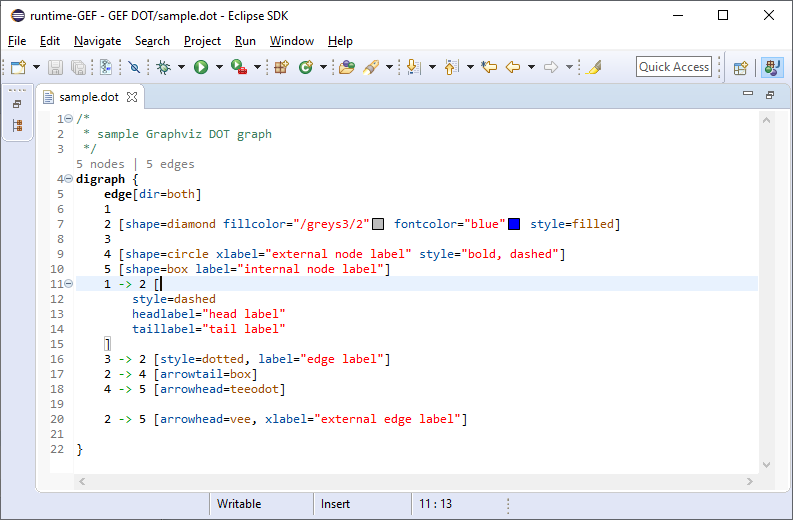 runtime-GEF - GEF DOT/sample.dot - Eclipse SDK
File Edit Navigate Search Project Run Window Help
Quick Access
sample.dot
1 /*
2  * sample Graphviz DOT graph
3  */
5 nodes | 5 edges
4 digraph {
5     edge[dir=both]
6     1
7     2 [shape=diamond fillcolor="/greys3/2" fontcolor="blue" style=filled]
8     3
9     4 [shape=circle xlabel="external node label" style="bold, dashed"]
10     5 [shape=box label="internal node label"]
11     1 -> 2 [
12         style=dashed
13         headlabel="head label"
14         taillabel="tail label"
15     ]
16     3 -> 2 [style=dotted, label="edge label"]
17     2 -> 4 [arrowtail=box]
18     4 -> 5 [arrowhead=teeodot]
19
20     2 -> 5 [arrowhead=vee, xlabel="external edge label"]
21
22 }
Writable Insert 11 : 13